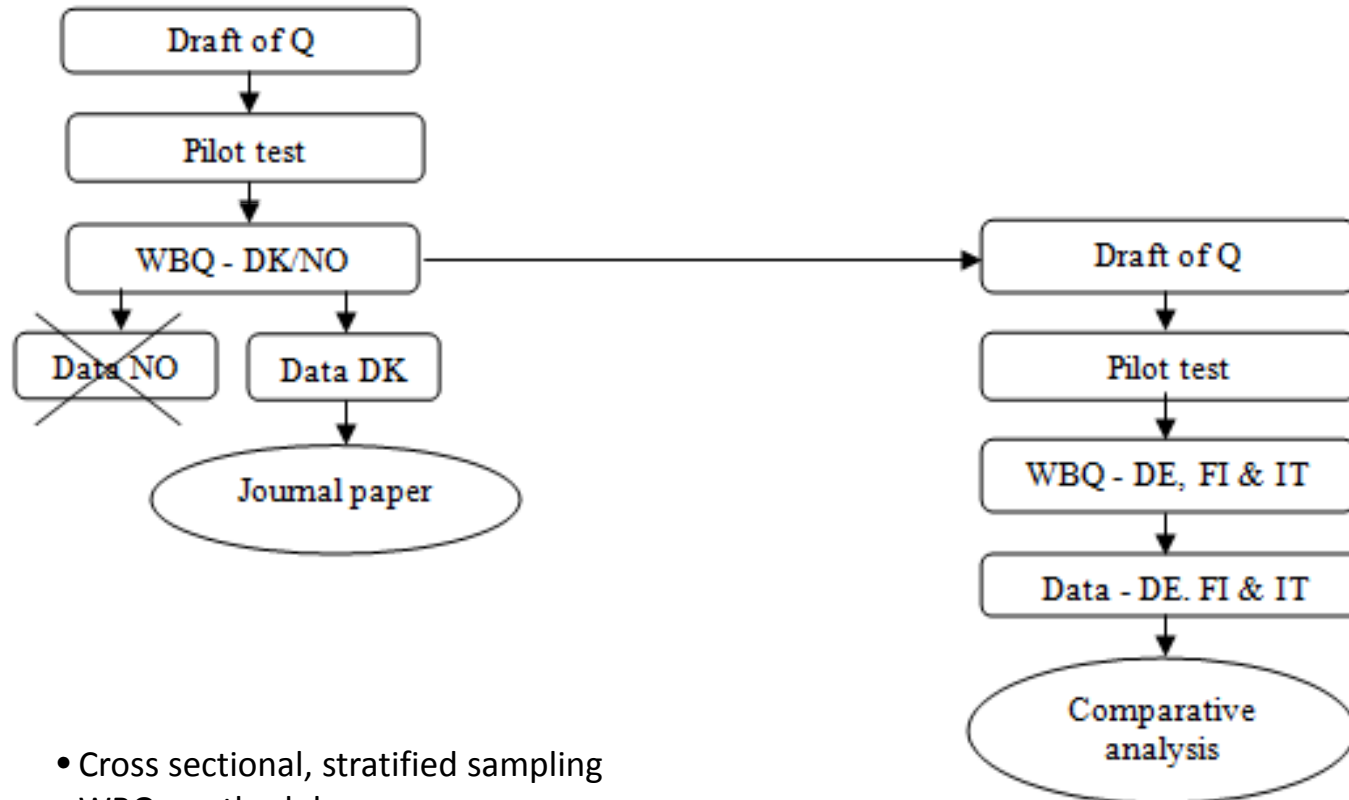 Draft of Q
Pilot test
WBQ - DK/NO
Data NO
Data DK
Journal paper
Draft of Q
Pilot test
WBQ - DE, FI & IT
Data - DE. FI & IT
Comparative
analysis
• Cross sectional, stratified sampling